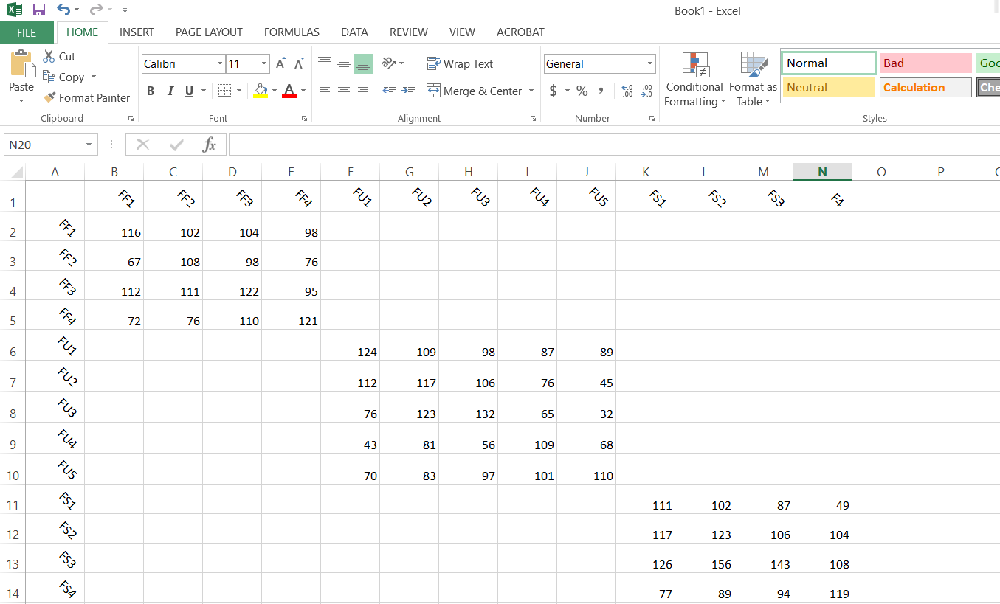 Book1 - Excel
FILE HOME INSERT PAGE LAYOUT FORMULAS DATA REVIEW VIEW ACROBAT
Paste
Cut
Copy
Format Painter
Clipboard
Calibri 11 A A
B I U A
Font
Wrap Text
Merge & Center
Alignment
General
$ % , .0 .00 .00 .0
Number
Conditional Formatting
Format as Table
Normal Bad Goo
Neutral Calculation Che
Styles
N20 fx
A B C D E F G H I J K L M N O P
1 FF1 FF2 FF3 FF4 FU1 FU2 FU3 FU4 FU5 FS1 FS2 FS3 F4
2 FF1 116 102 104 98
3 FF2 67 108 98 76
4 FF3 112 111 122 95
5 FF4 72 76 110 121
6 FU1 124 109 98 87 89
7 FU2 112 117 106 76 45
8 FU3 76 123 132 65 32
9 FU4 43 81 56 109 68
10 FU5 70 83 97 101 110
11 FS1 111 102 87 49
12 FS2 117 123 106 104
13 FS3 126 156 143 108
14 FS4 77 89 94 119